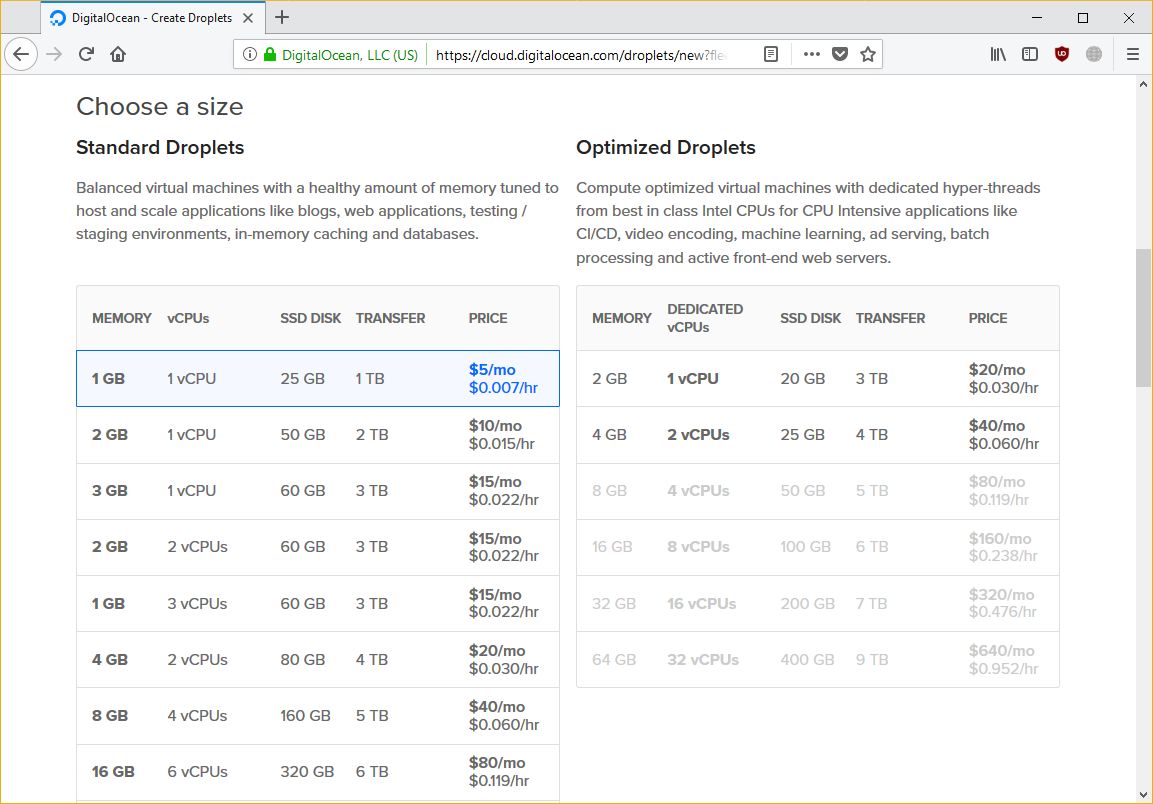 DigitalOcean - Create Droplets
DigitalOcean, LLC (US)
https://cloud.digitalocean.com/droplets/new?fle
Choose a size
Standard Droplets
Balanced virtual machines with a healthy amount of memory tuned to
host and scale applications like blogs, web applications, testing /
staging environments, in-memory caching and databases.
MEMORY vCPUs SSD DISK TRANSFER PRICE
1 GB 1 vCPU 25 GB 1 TB $5/mo
$0.007/hr
2 GB 1 vCPU 50 GB 2 TB $10/mo
$0.015/hr
3 GB 1 vCPU 60 GB 3 TB $15/mo
$0.022/hr
2 GB 2 vCPUs 60 GB 3 TB $15/mo
$0.022/hr
1 GB 3 vCPUs 60 GB 3 TB $15/mo
$0.022/hr
4 GB 2 vCPUs 80 GB 4 TB $20/mo
$0.030/hr
8 GB 4 vCPUs 160 GB 5 TB $40/mo
$0.060/hr
16 GB 6 vCPUs 320 GB 6 TB $80/mo
$0.119/hr
Optimized Droplets
Compute optimized virtual machines with dedicated hyper-threads
from best in class Intel CPUs for CPU Intensive applications like
CI/CD, video encoding, machine learning, ad serving, batch
processing and active front-end web servers.
MEMORY DEDICATED
vCPUs SSD DISK TRANSFER PRICE
2 GB 1 vCPU 20 GB 3 TB $20/mo
$0.030/hr
4 GB 2 vCPUs 25 GB 4 TB $40/mo
$0.060/hr
8 GB 4 vCPUs 50 GB 5 TB $80/mo
$0.119/hr
16 GB 8 vCPUs 100 GB 6 TB $160/mo
$0.238/hr
32 GB 16 vCPUs 200 GB 7 TB $320/mo
$0.476/hr
64 GB 32 vCPUs 400 GB 9 TB $640/mo
$0.952/hr